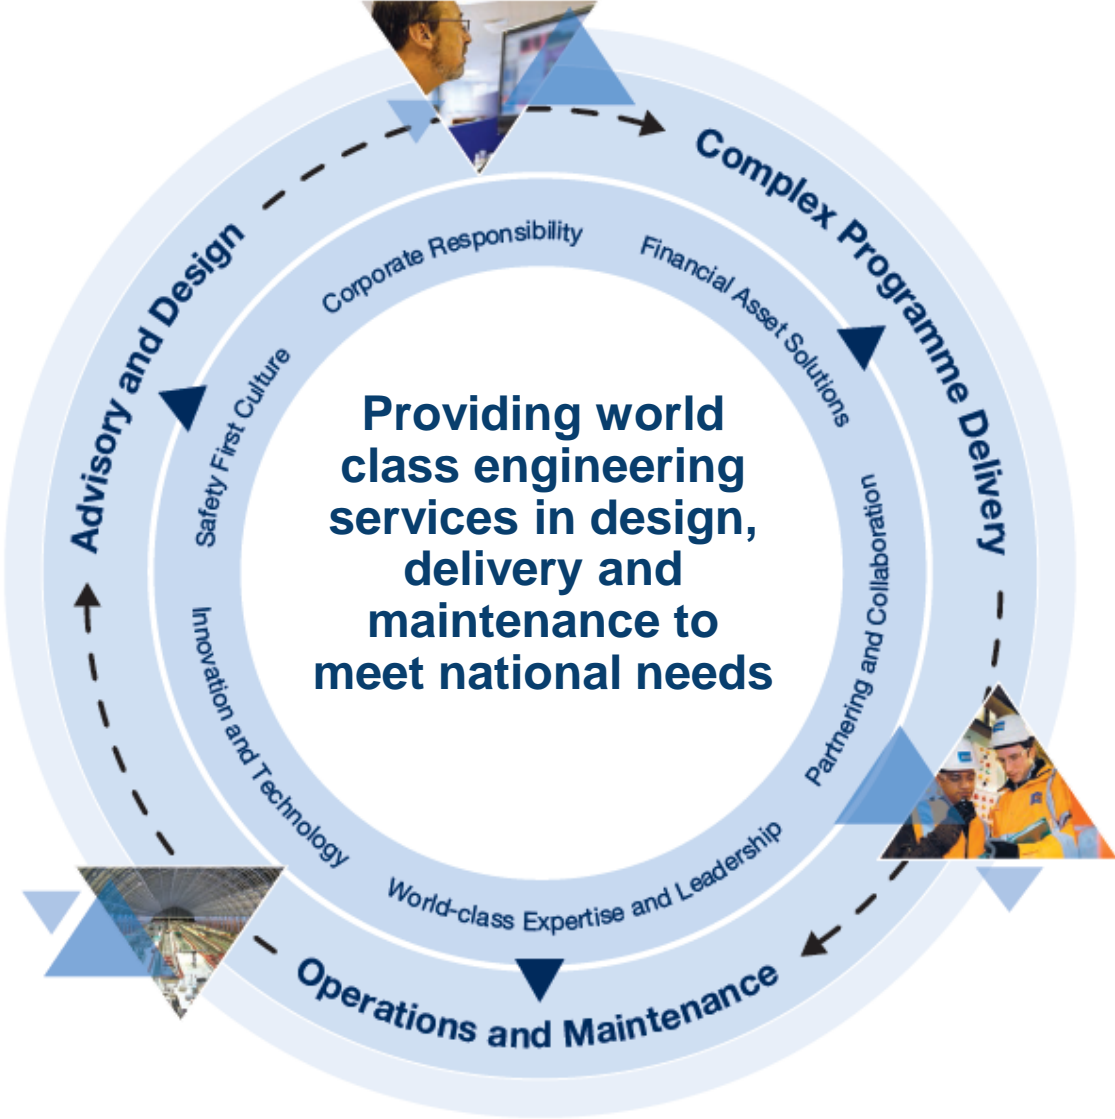 Advisory and Design
Complex Programme Delivery
Operations and Maintenance
Corporate Responsibility
Financial Asset Solutions
Partnering and Collaboration
World-class Expertise and Leadership
Innovation and Technology
Safety First Culture
Providing world
class engineering
services in design,
delivery and
maintenance to
meet national needs